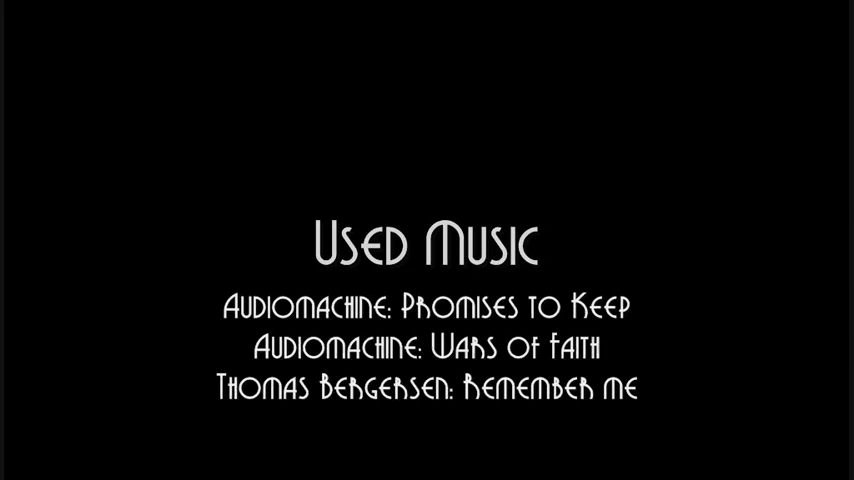 Used Music
Audiomachine: Promises to Keep
Audiomachine: Wars of Faith
Thomas Bergersen: Remember me